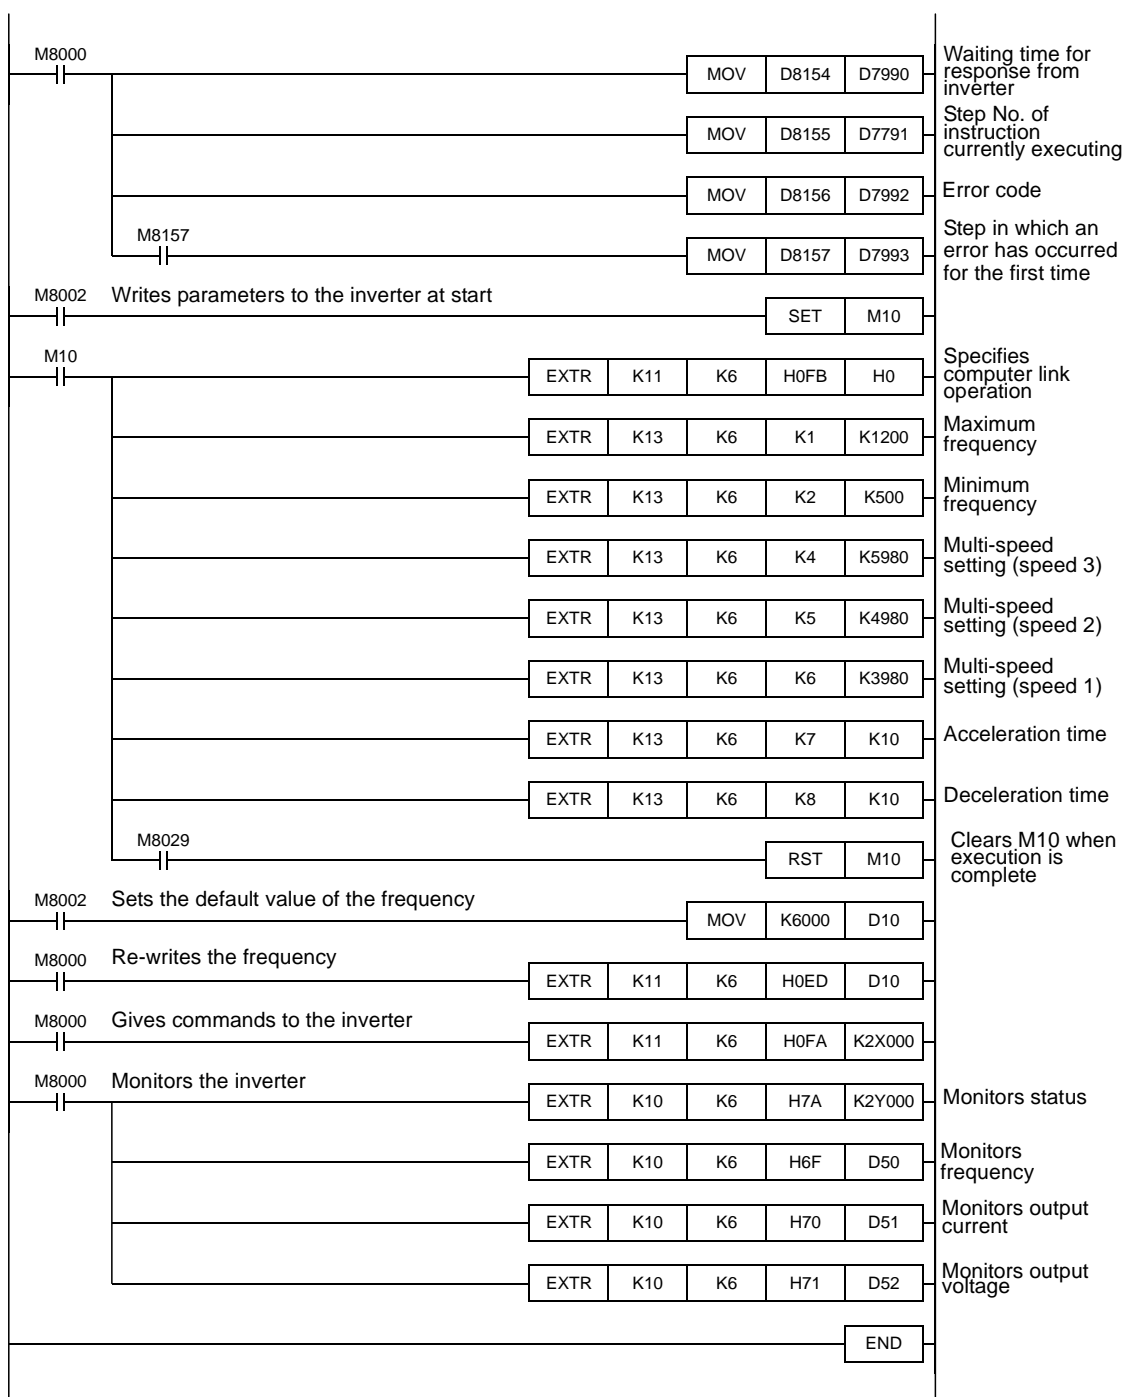 M8000
MOV D8154 D7990
Waiting time for
response from
inverter
MOV D8155 D7791
Step No. of
instruction
currently executing
MOV D8156 D7992
Error code
M8157
MOV D8157 D7993
Step in which an
error has occurred
for the first time
M8002 Writes parameters to the inverter at start
SET M10
M10
EXTR K11 K6 H0FB H0
Specifies
computer link
operation
EXTR K13 K6 K1 K1200
Maximum
frequency
EXTR K13 K6 K2 K500
Minimum
frequency
EXTR K13 K6 K4 K5980
Multi-speed
setting (speed 3)
EXTR K13 K6 K5 K4980
Multi-speed
setting (speed 2)
EXTR K13 K6 K6 K3980
Multi-speed
setting (speed 1)
EXTR K13 K6 K7 K10
Acceleration time
EXTR K13 K6 K8 K10
Deceleration time
M8029
RST M10
Clears M10 when
execution is
complete
M8002 Sets the default value of the frequency
MOV K6000 D10
M8000 Re-writes the frequency
EXTR K11 K6 H0ED D10
M8000 Gives commands to the inverter
EXTR K11 K6 H0FA K2X000
M8000 Monitors the inverter
EXTR K10 K6 H7A K2Y000
Monitors status
EXTR K10 K6 H6F D50
Monitors
frequency
EXTR K10 K6 H70 D51
Monitors output
current
EXTR K10 K6 H71 D52
Monitors output
voltage
END